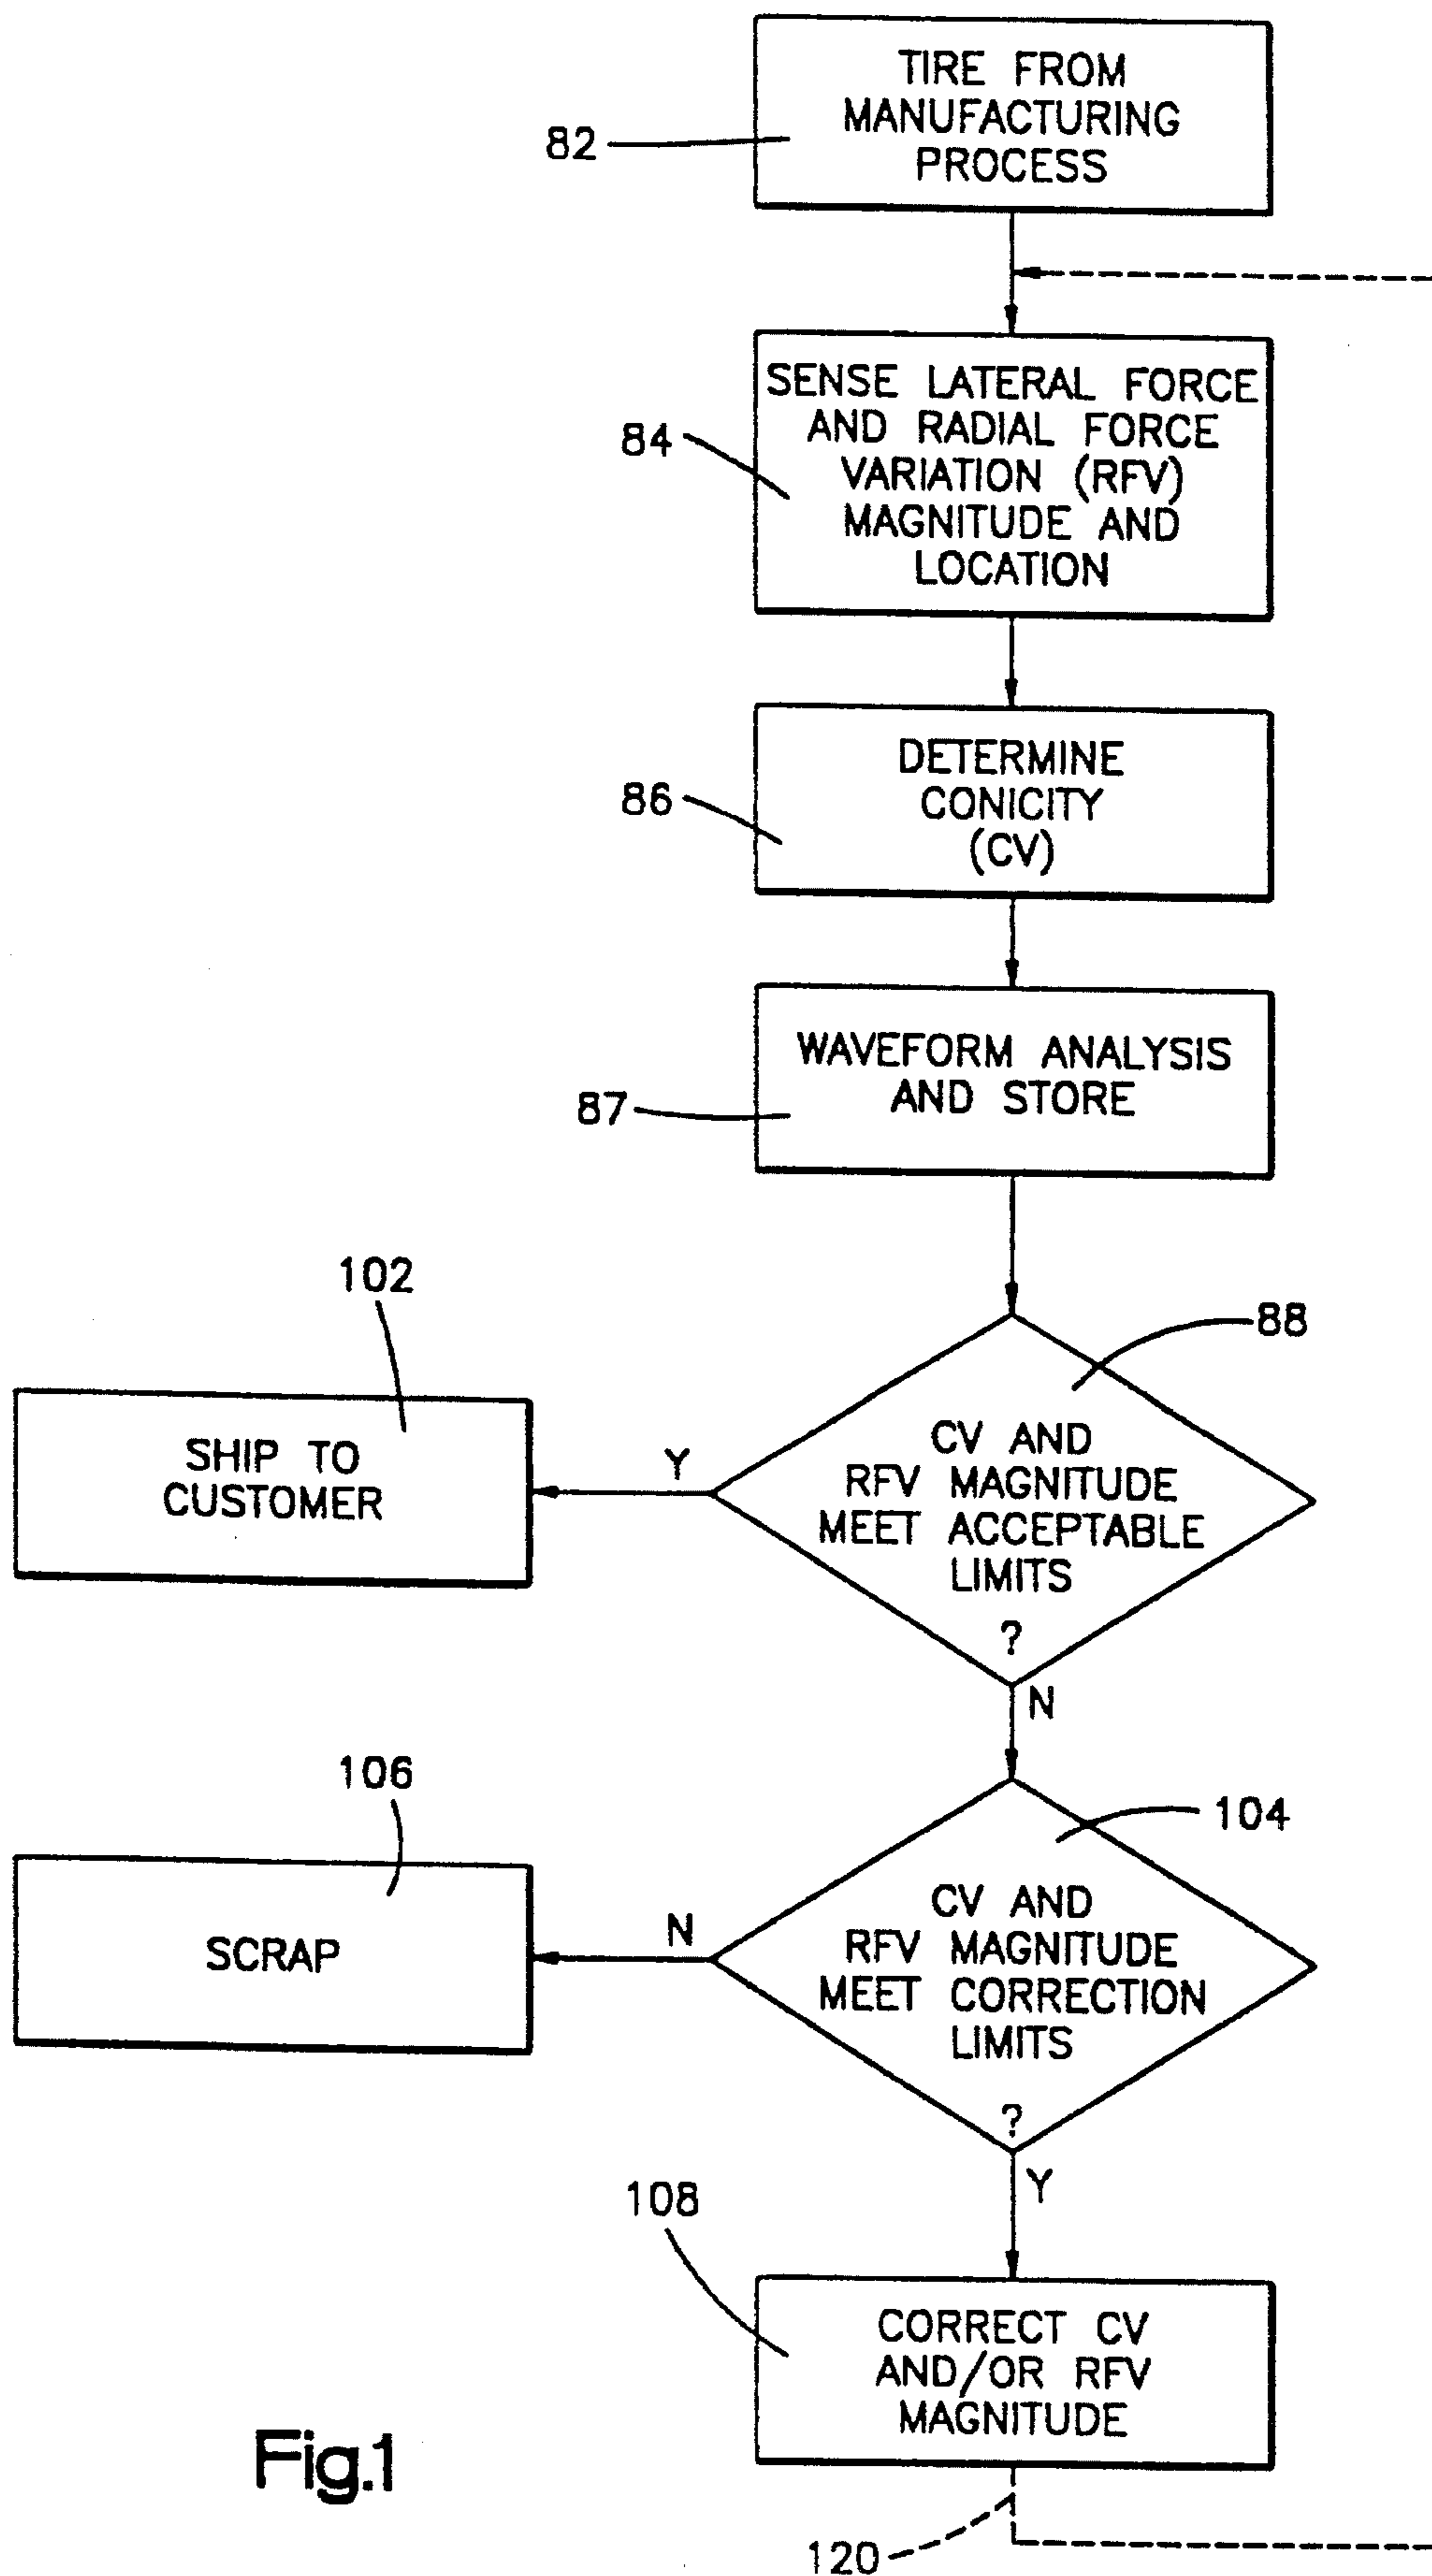 TIRE FROM
MANUFACTURING
PROCESS
82
SENSE LATERAL FORCE
AND RADIAL FORCE
VARIATION (RFV)
MAGNITUDE AND
LOCATION
84
DETERMINE
CONICITY
(CV)
86
WAVEFORM ANALYSIS
AND STORE
87
102
88
SHIP TO
CUSTOMER
Y
CV AND
RFV MAGNITUDE
MEET ACCEPTABLE
LIMITS
?
N
106
104
SCRAP
N
CV AND
RFV MAGNITUDE
MEET CORRECTION
LIMITS
?
Y
108
CORRECT CV
AND/OR RFV
MAGNITUDE
Fig.1
120